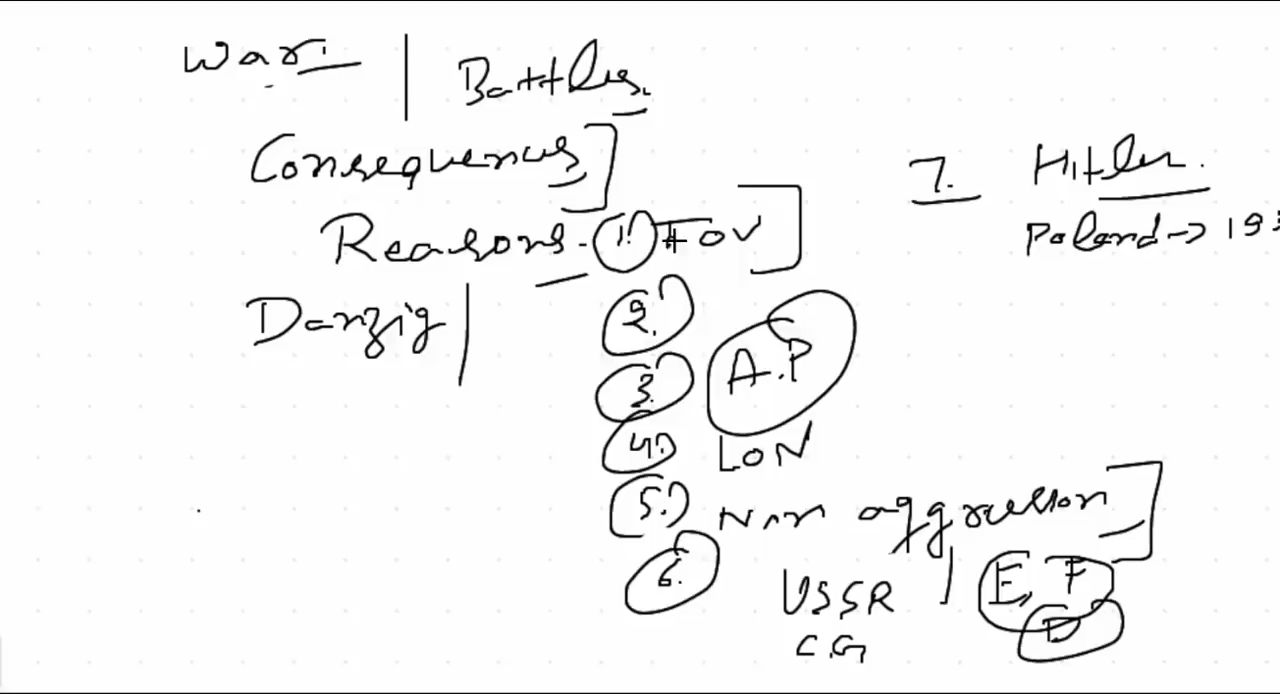 War | Battles.
Consequences
Reasons - 1. TOV
Danzig |
2.
3. A.P
4. LON
5. Non aggression
6. USSR | E, F
D
C.G
7. Hitler.
Poland → 193